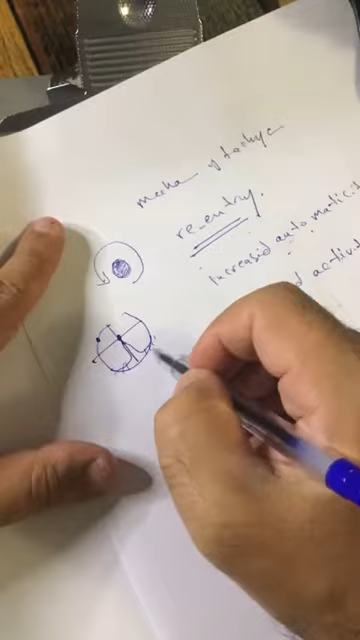 mecha of tachyc
re-entry.
increased automaticit
d activit